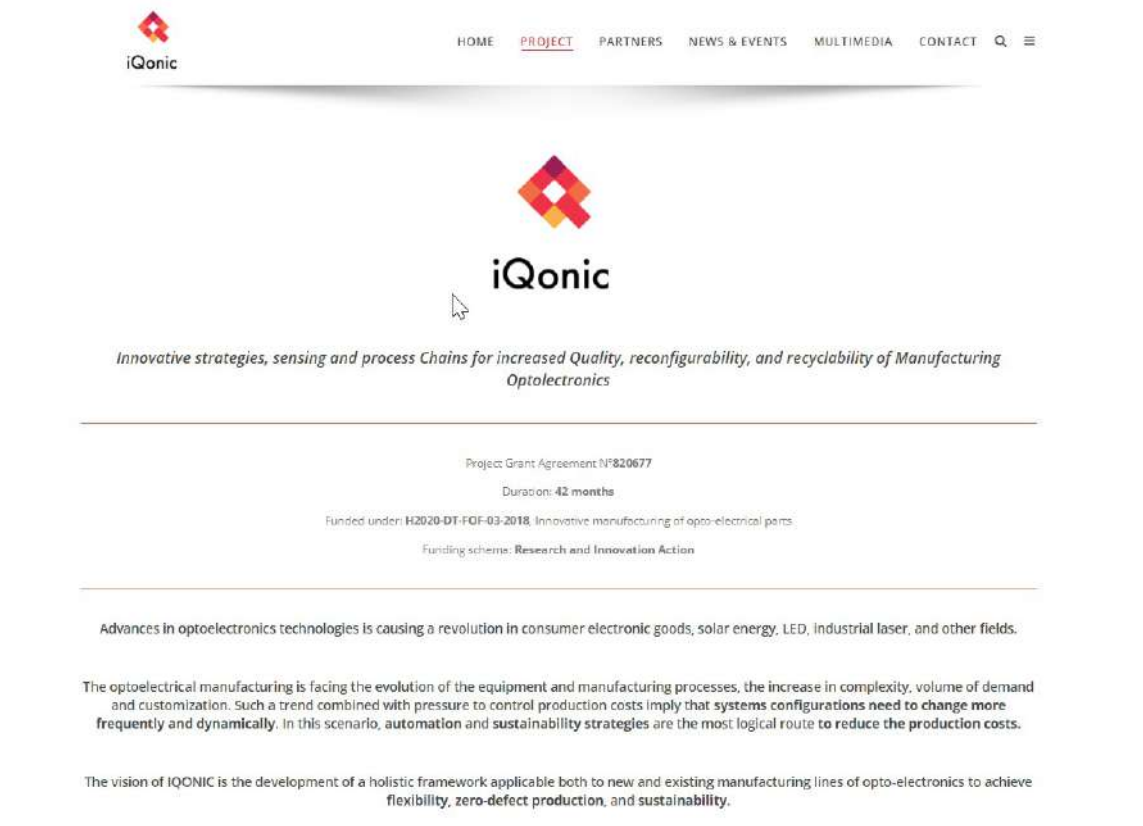 iQonic
HOME PROJECT PARTNERS NEWS & EVENTS MULTIMEDIA CONTACT
iQonic
Innovative strategies, sensing and process Chains for increased Quality, reconfigurability, and recyclability of Manufacturing
Optolectronics
Project Grant Agreement N°820677
Duration: 42 months
Funded under: H2020-DT-FOF-03-2018, Innovative manufacturing of opto-electrical parts
Funding schema: Research and Innovation Action
Advances in optoelectronics technologies is causing a revolution in consumer electronic goods, solar energy, LED, industrial laser, and other fields.
The optoelectrical manufacturing is facing the evolution of the equipment and manufacturing processes, the increase in complexity, volume of demand
and customization. Such a trend combined with pressure to control production costs imply that systems configurations need to change more
frequently and dynamically. In this scenario, automation and sustainability strategies are the most logical route to reduce the production costs.
The vision of IQONIC is the development of a holistic framework applicable both to new and existing manufacturing lines of opto-electronics to achieve
flexibility, zero-defect production, and sustainability.